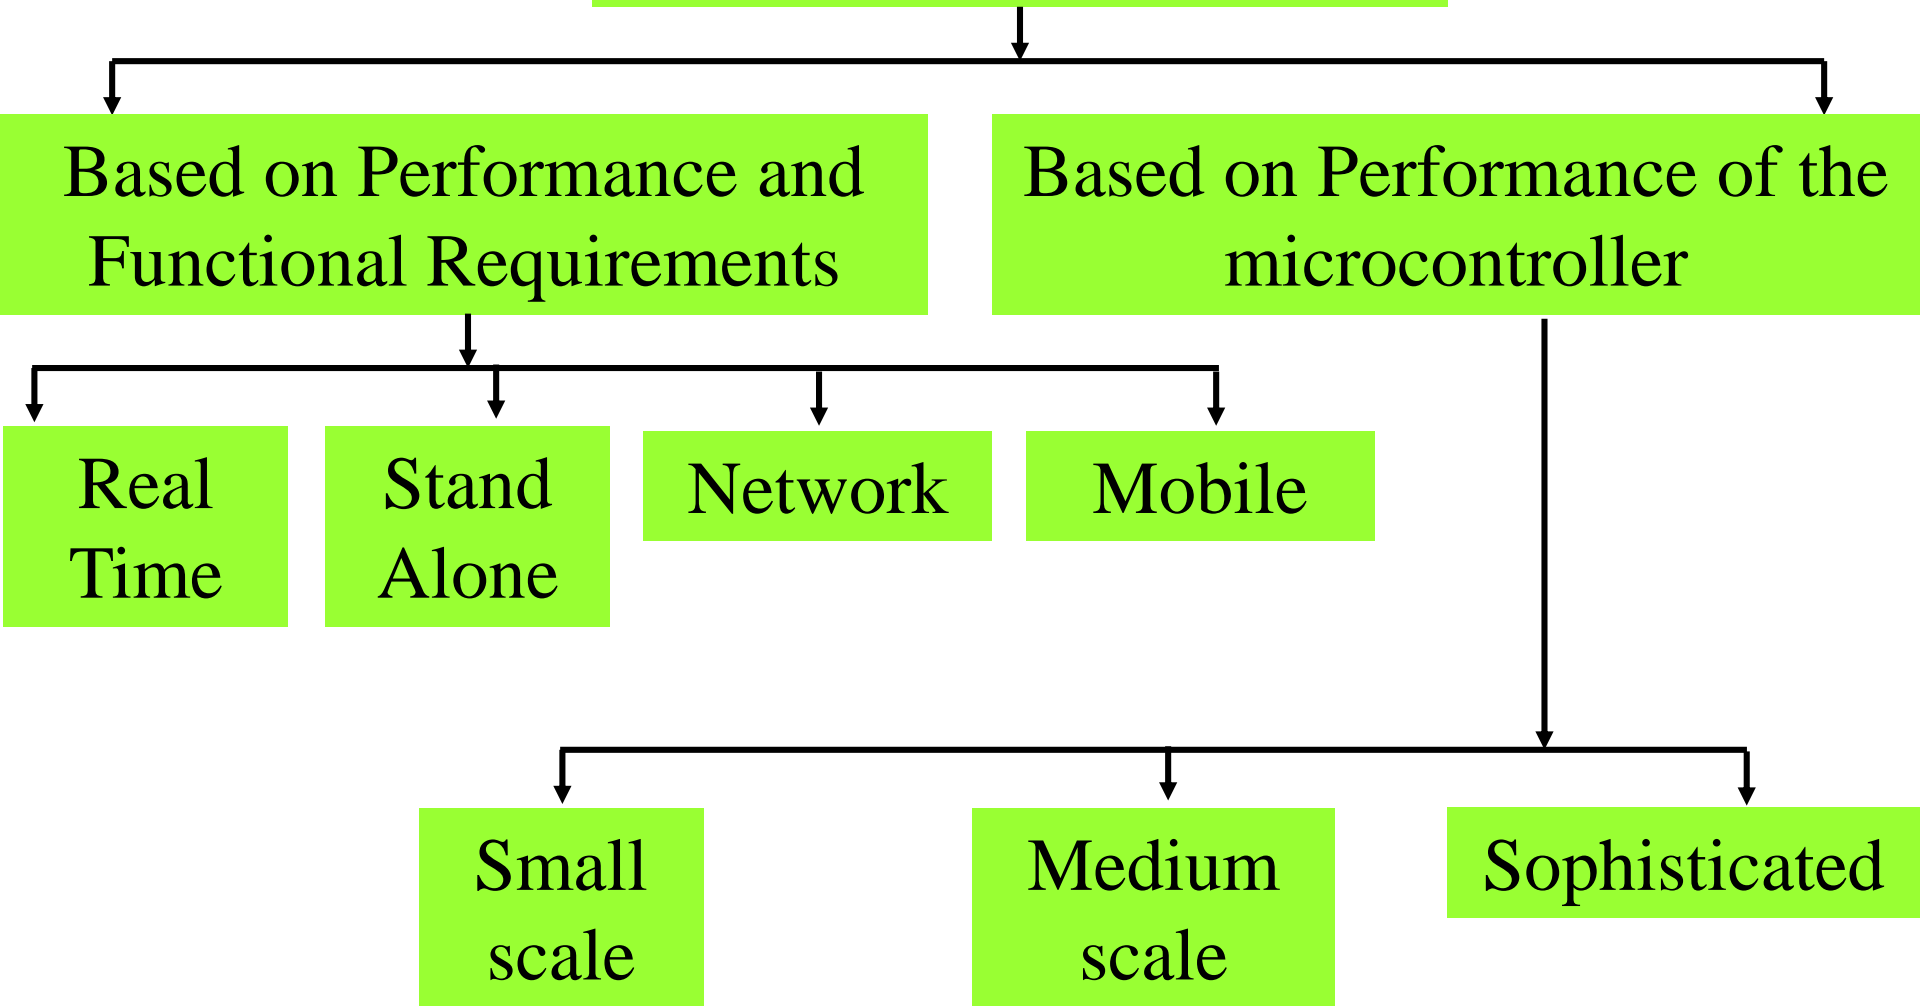 Based on Performance and
Functional Requirements
Based on Performance of the
microcontroller
Real
Time
Stand
Alone
Network
Mobile
Small
scale
Medium
scale
Sophisticated